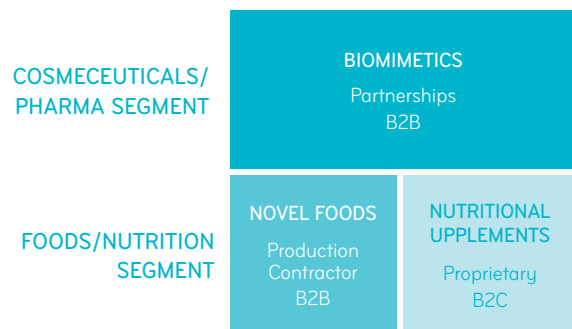 COSMECEUTICALS/
PHARMA SEGMENT
BIOMIMETICS
Partnerships
B2B
FOODS/NUTRITION
SEGMENT
NOVEL FOODS
Production
Contractor
B2B
NUTRITIONAL
UPPLEMENTS
Proprietary
B2C